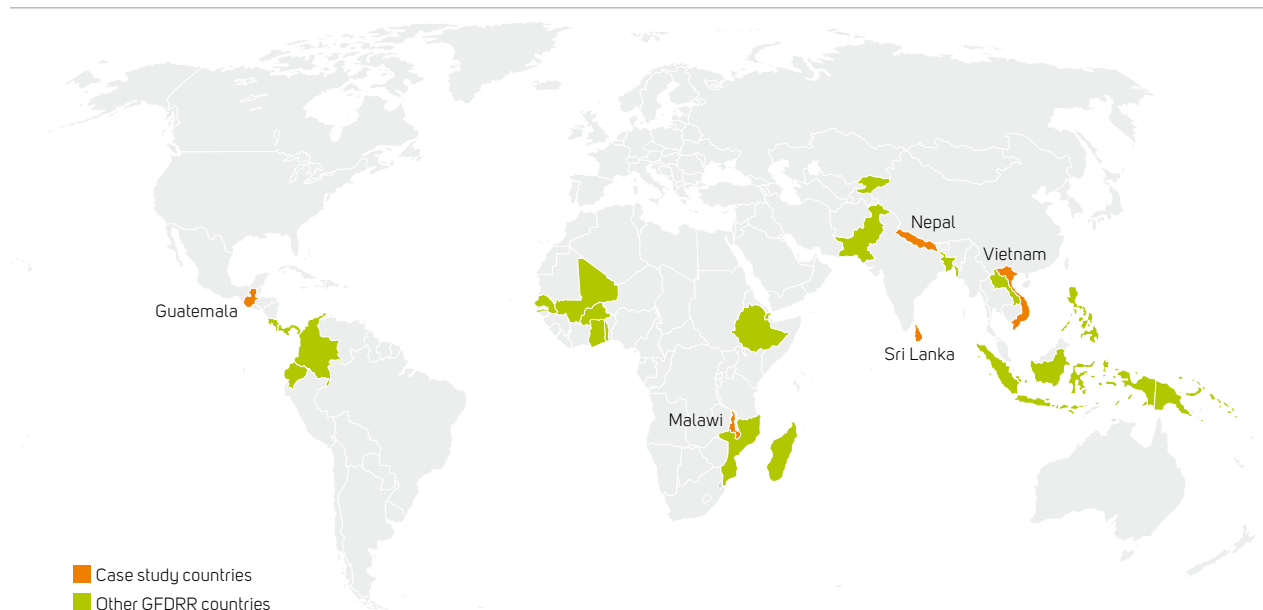 Nepal
Vietnam
Guatemala
Sri Lanka
Malawi
Case study countries
Other GFDRR countries